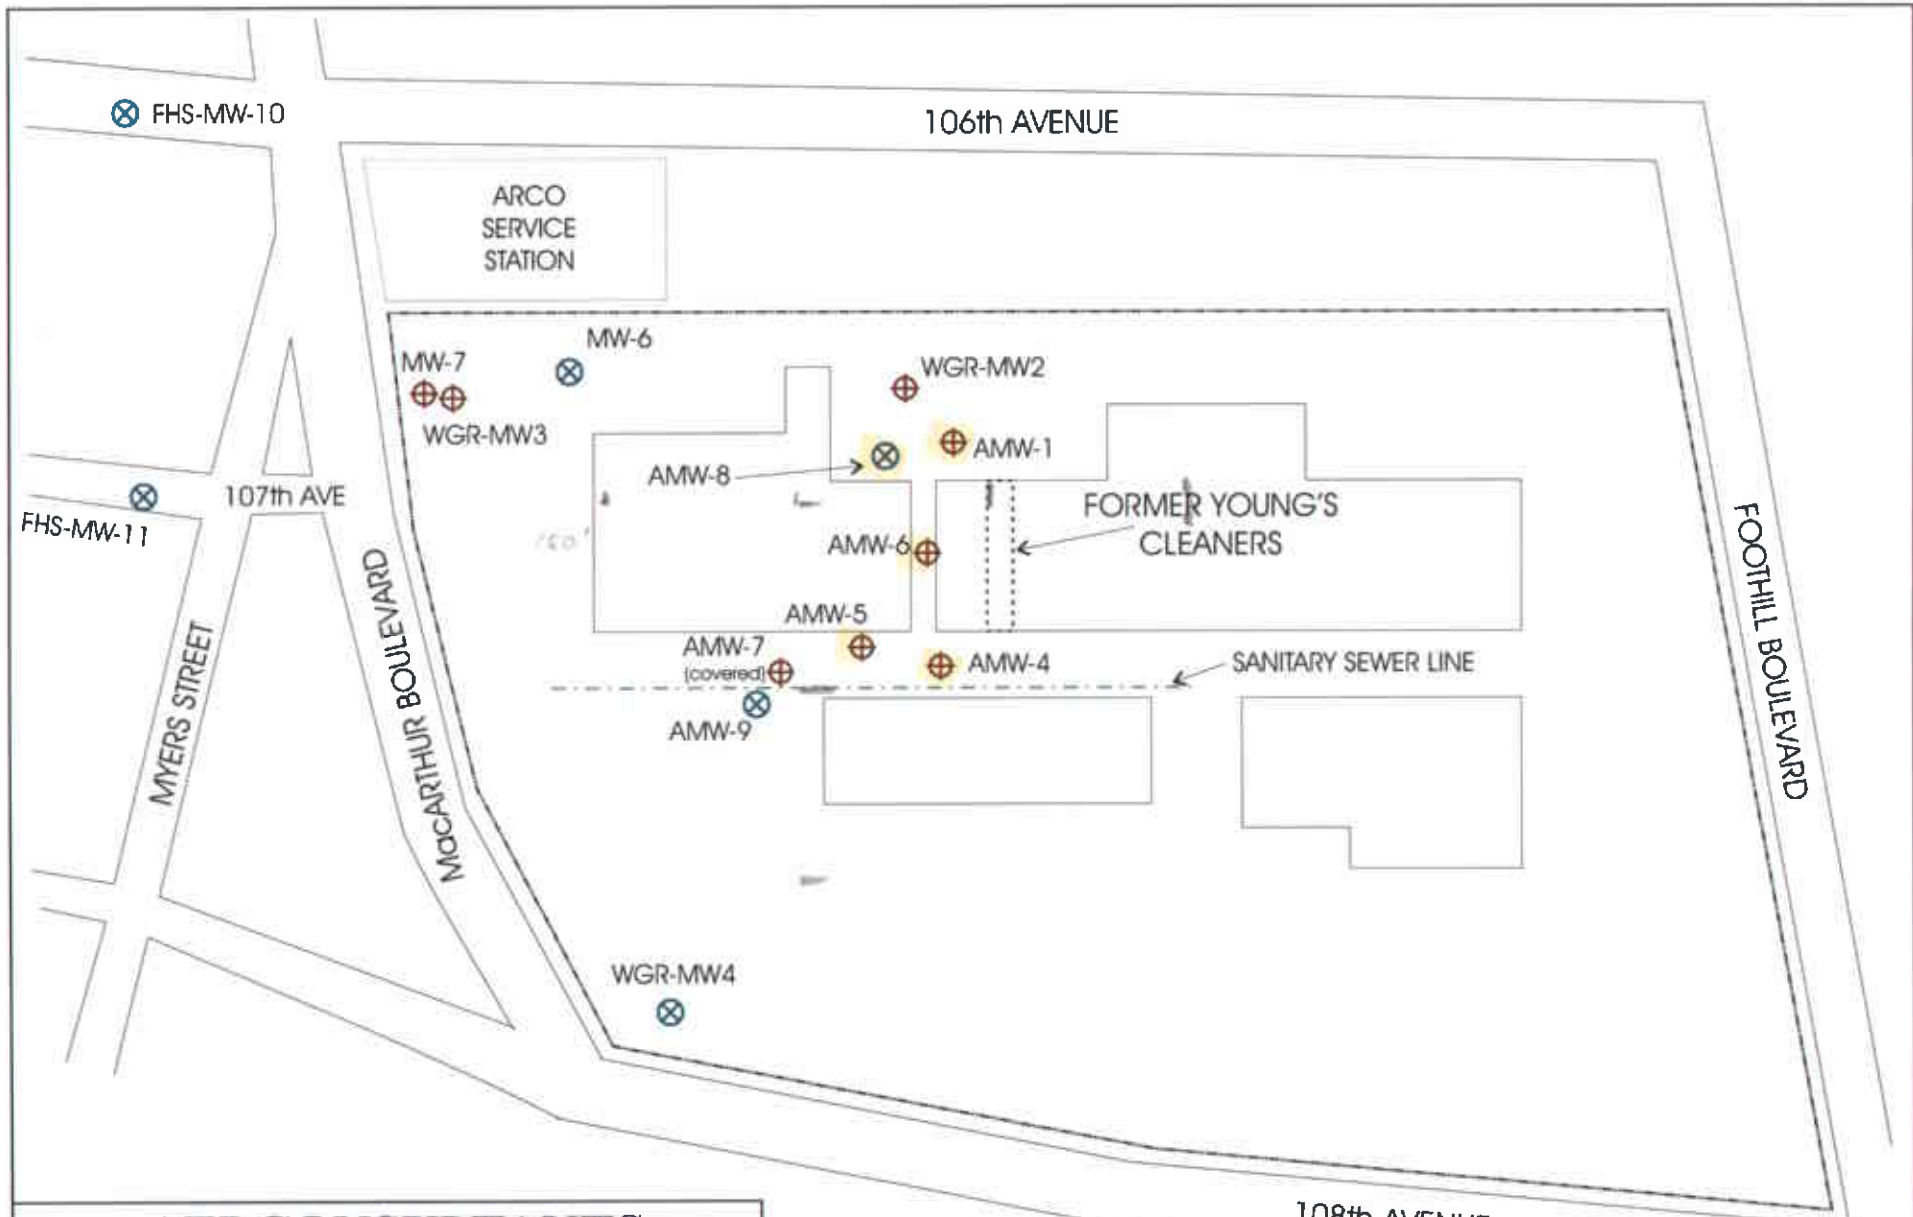 FHS-MW-10
106th AVENUE
ARCO
SERVICE
STATION
MW-6
MW-7
WGR-MW2
WGR-MW3
AMW-1
AMW-8
107th AVE
FORMER YOUNG'S
CLEANERS
FHS-MW-11
AMW-6
FOOTHILL BOULEVARD
MacARTHUR BOULEVARD
AMW-5
MYERS STREET
AMW-7
(covered)
AMW-4
SANITARY SEWER LINE
AMW-9
WGR-MW4
108th AVENUE